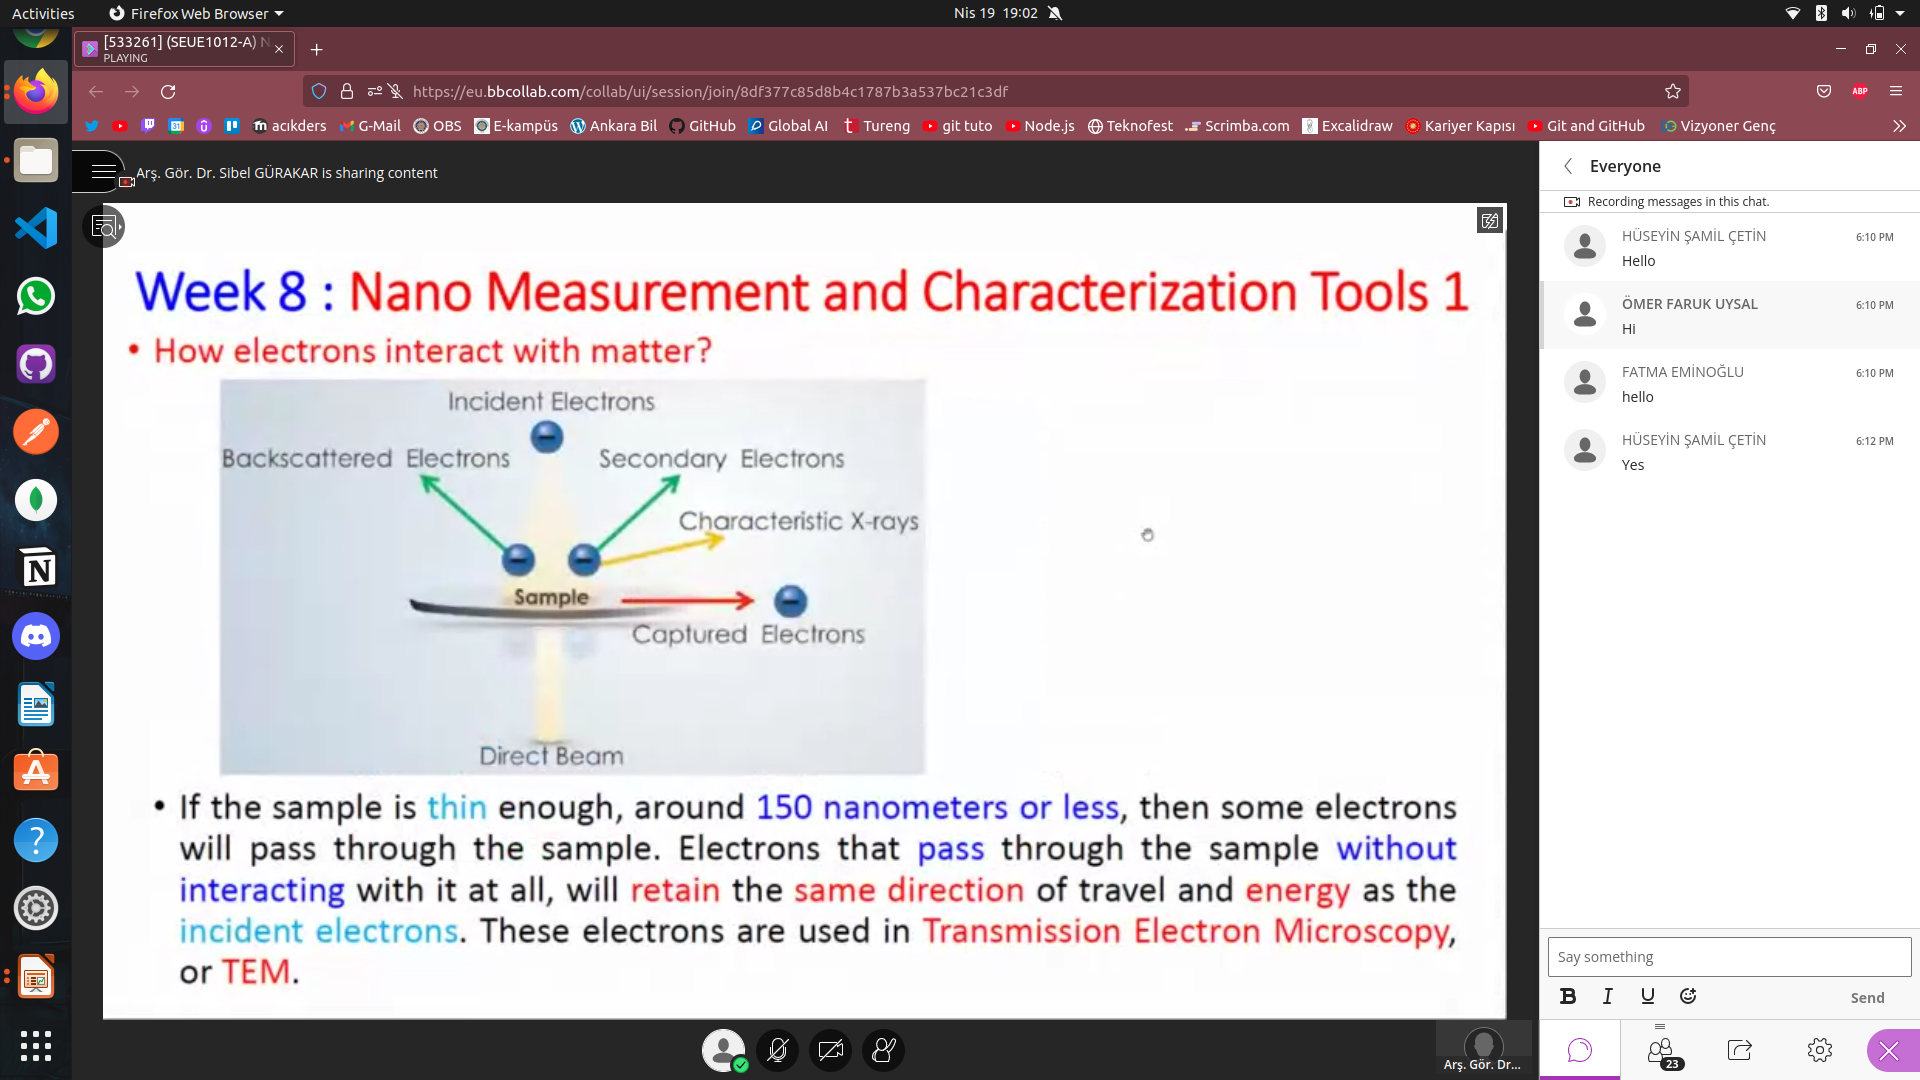 Activities
Firefox Web Browser
Nis 19 19:02
[533261] (SEUE1012-A) N
PLAYING
https://eu.bbcollab.com/collab/ui/session/join/8df377c85d8b4c1787b3a537bc21c3df
ABP
31
acıkders
G-Mail
OBS
E-kampüs
Ankara Bil
GitHub
Global AI
Tureng
git tuto
Node.js
Teknofest
Scrimba.com
Excalidraw
Kariyer Kapısı
Git and GitHub
Vizyoner Genç
Arş. Gör. Dr. Sibel GÜRAKAR is sharing content
Week 8 : Nano Measurement and Characterization Tools 1
• How electrons interact with matter?
Incident Electrons
Backscattered Electrons
Secondary Electrons
Characteristic X-rays
Sample
Captured Electrons
Direct Beam
• If the sample is thin enough, around 150 nanometers or less, then some electrons
will pass through the sample. Electrons that pass through the sample without
interacting with it at all, will retain the same direction of travel and energy as the
incident electrons. These electrons are used in Transmission Electron Microscopy,
or TEM.
Arş. Gör. Dr...
Everyone
Recording messages in this chat.
HÜSEYİN ŞAMİL ÇETİN
6:10 PM
Hello
ÖMER FARUK UYSAL
6:10 PM
Hi
FATMA EMİNOĞLU
6:10 PM
hello
HÜSEYİN ŞAMİL ÇETİN
6:12 PM
Yes
Say something
B I U
Send
23